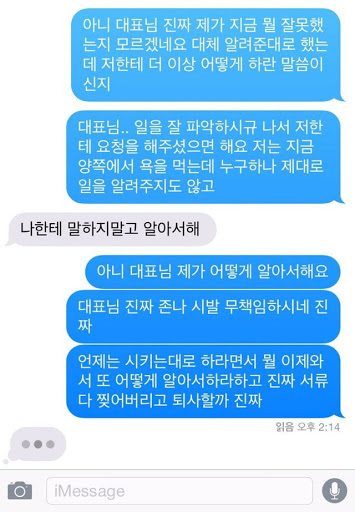 아니 대표님 진짜 제가 지금 뭘 잘못했
는지 모르겠네요 대체 알려준대로 했는
데 저한테 더 이상 어떻게 하란 말씀이
신지
대표님.. 일을 잘 파악하시규 나서 저한
테 요청을 해주셨으면 해요 저는 지금
양쪽에서 욕을 먹는데 누구하나 제대로
일을 알려주지도 않고
나한테 말하지말고 알아서해
아니 대표님 제가 어떻게 알아서해요
대표님 진짜 존나 시발 무책임하시네 진
짜
언제는 시키는대로 하라면서 뭘 이제와
서 또 어떻게 알아서하라하고 진짜 서류
다 찢어버리고 퇴사할까 진짜
읽음 오후 2:14
iMessage